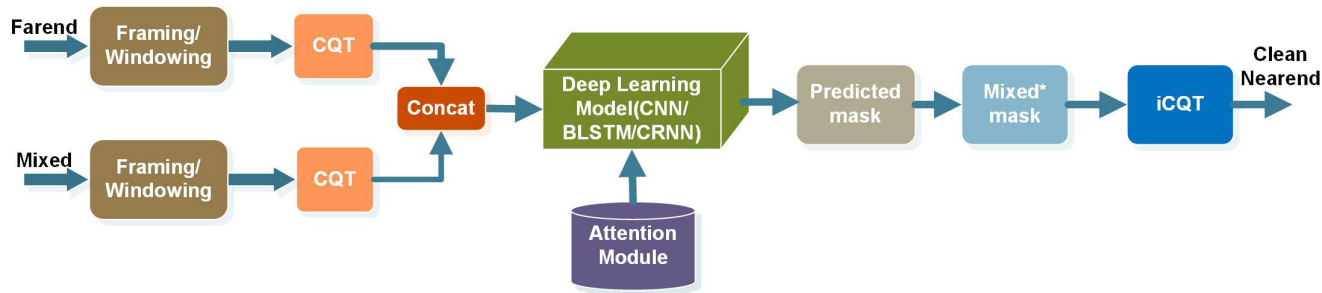 Farend
Framing/
Windowing
CQT
Mixed
Framing/
Windowing
CQT
Concat
Deep Learning
Model(CNN/
BLSTM/CRNN)
Attention
Module
Predicted
mask
Mixed*
mask
iCQT
Clean
Nearend